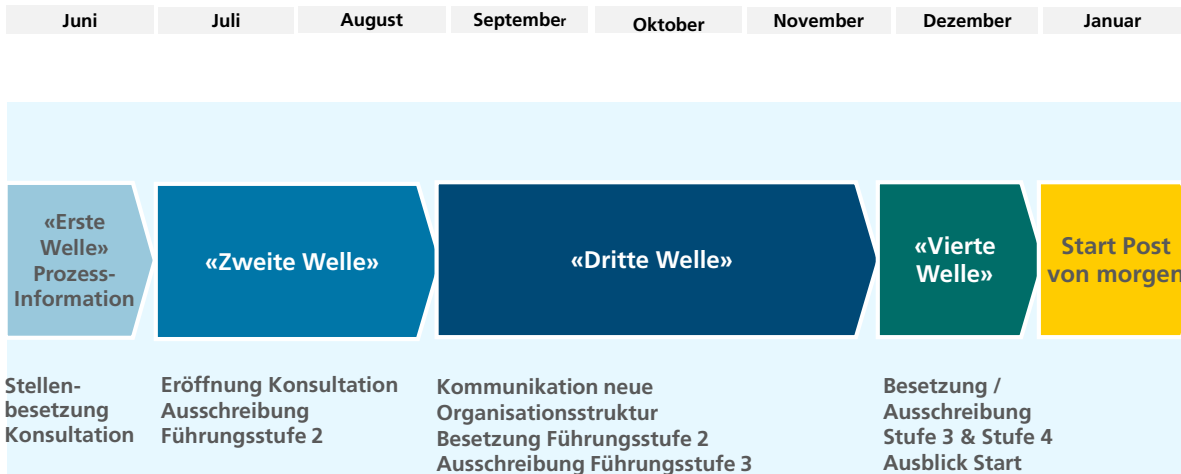 Juni Juli August September Oktober November Dezember Januar
«Erste
Welle»
Prozess-
Information
«Zweite Welle»
«Dritte Welle»
«Vierte
Welle»
Start Post
von morgen
Stellen-
besetzung
Konsultation
Eröffnung Konsultation
Ausschreibung
Führungsstufe 2
Kommunikation neue
Organisationsstruktur
Besetzung Führungsstufe 2
Ausschreibung Führungsstufe 3
Besetzung /
Ausschreibung
Stufe 3 & Stufe 4
Ausblick Start